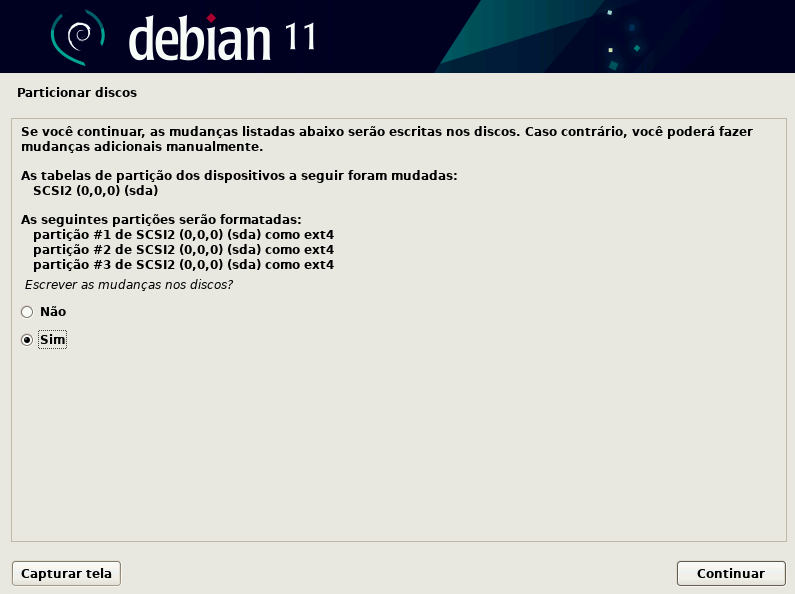 debian 11
Particionar discos
Se você continuar, as mudanças listadas abaixo serão escritas nos discos. Caso contrário, você poderá fazer
mudanças adicionais manualmente.
As tabelas de partição dos dispositivos a seguir foram mudadas:
SCSI2 (0,0,0) (sda)
As seguintes partições serão formatadas:
partição #1 de SCSI2 (0,0,0) (sda) como ext4
partição #2 de SCSI2 (0,0,0) (sda) como ext4
partição #3 de SCSI2 (0,0,0) (sda) como ext4
Escrever as mudanças nos discos?
Não
Sim
Capturar tela
Continuar